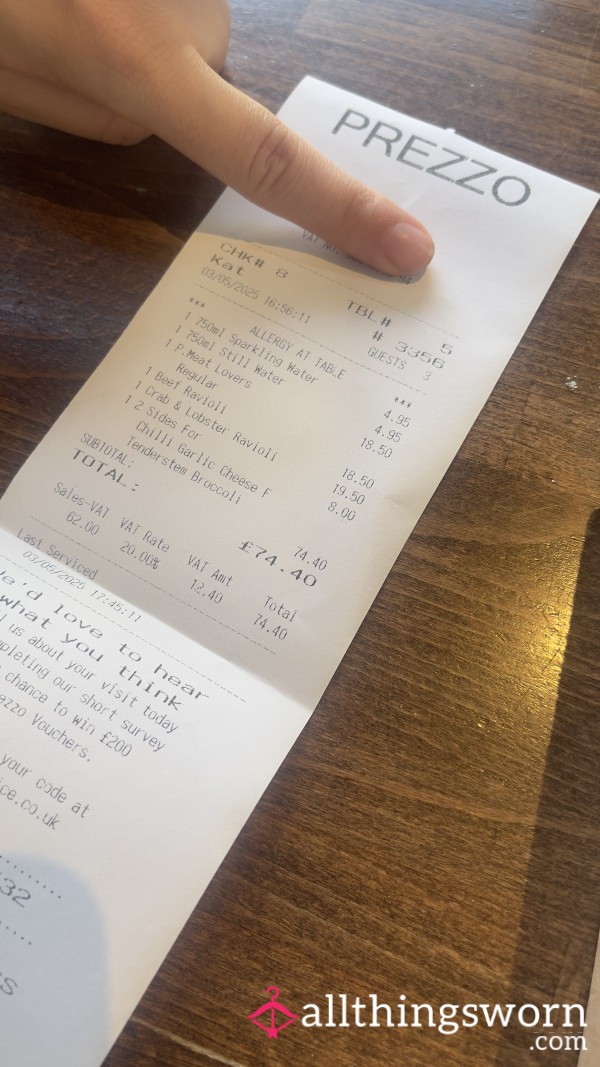 PREZZO
VAT No.
CHK# 8 TBL# 5
Kat # 3356
03/05/2025 16:56:11 GUESTS 3
*** ALLERGY AT TABLE ***
1 750ml Sparkling Water 4.95
1 750ml Still Water 4.95
1 P.Meat Lovers 18.50
Regular
1 Beef Ravioli 18.50
1 Crab & Lobster Ravioli 19.50
1 2 Sides For 8.00
Chilli Garlic Cheese F
Tenderstem Bruccoli
SUBTOTAL: 74.40
TOTAL: £74.40
Sales-VAT VAT Rate VAT Amt Total
62.00 20.00% 12.40 74.40
Last Serviced
03/05/2025 17:45:11
We'd love to hear
what you think
us about your visit today
our short survey
chance to win £200
Vouchers.
your code at
.co.uk
32
allthingsworn
.com